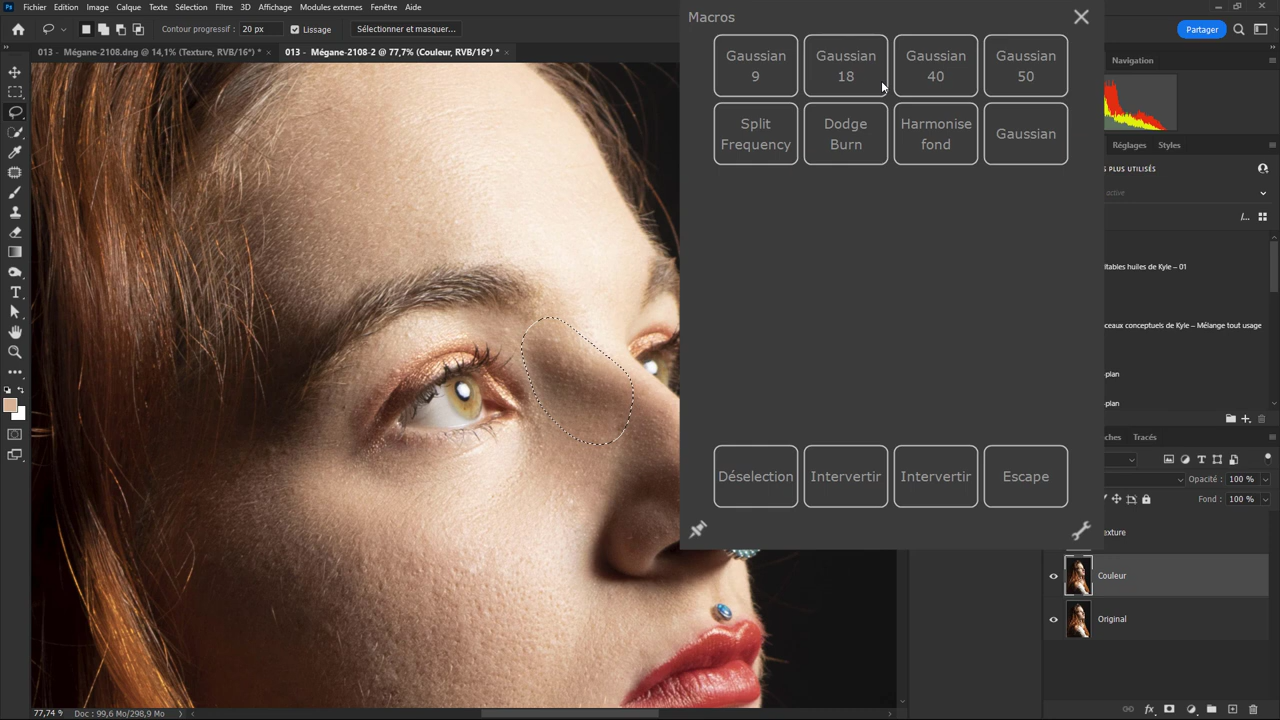 Fichier Edition Image Calque Texte Sélection Filtre 3D Affichage Modules externes Fenêtre Aide
Contour progressif : 20 px Lissage Sélectionner et masquer...
Partager
013 - Mégane-2108.dng @ 14,1% (Texture, RVB/16*) * × 013 - Mégane-2108-2 @ 77,7% (Couleur, RVB/16*) * ×
Macros
Gaussian 9
Gaussian 18
Gaussian 40
Gaussian 50
Split Frequency
Dodge Burn
Harmonise fond
Gaussian
Déselection
Intervertir
Intervertir
Escape
Navigation
Réglages Styles
PLUS UTILISÉS
active
itables huiles de Kyle – 01
ceaux conceptuels de Kyle – Mélange tout usage
-plan
-plan
ches Tracés
Opacité : 100 %
Fond : 100 %
exture
Couleur
Original
77,74 % Doc : 99,6 Mo/298,9 Mo